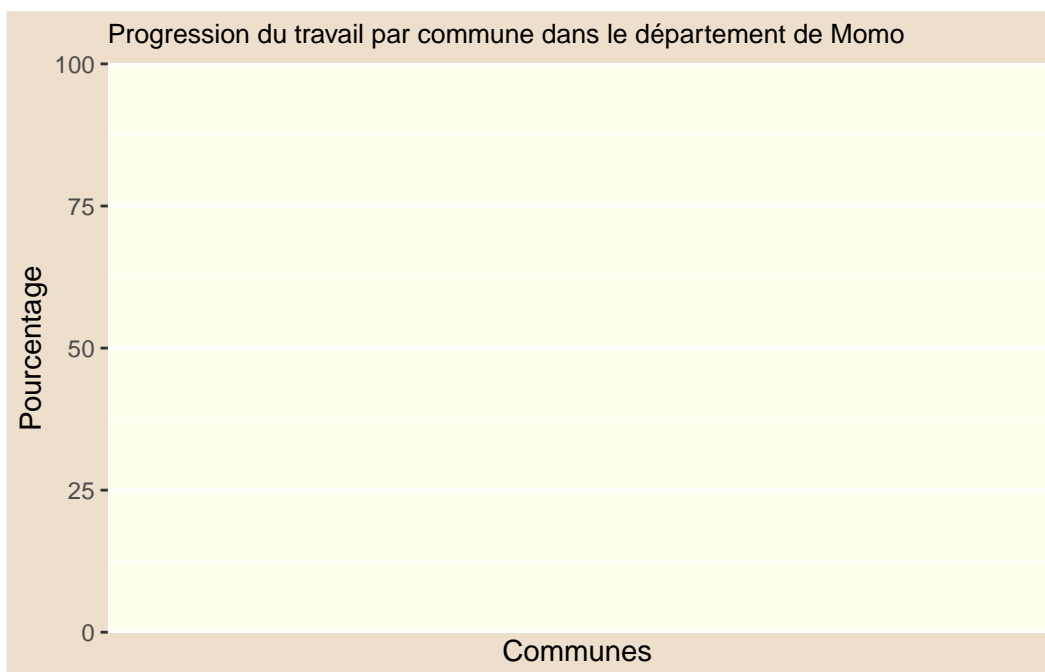 Progression du travail par commune dans le département de Momo
100
75
50
25
0
Pourcentage
Communes